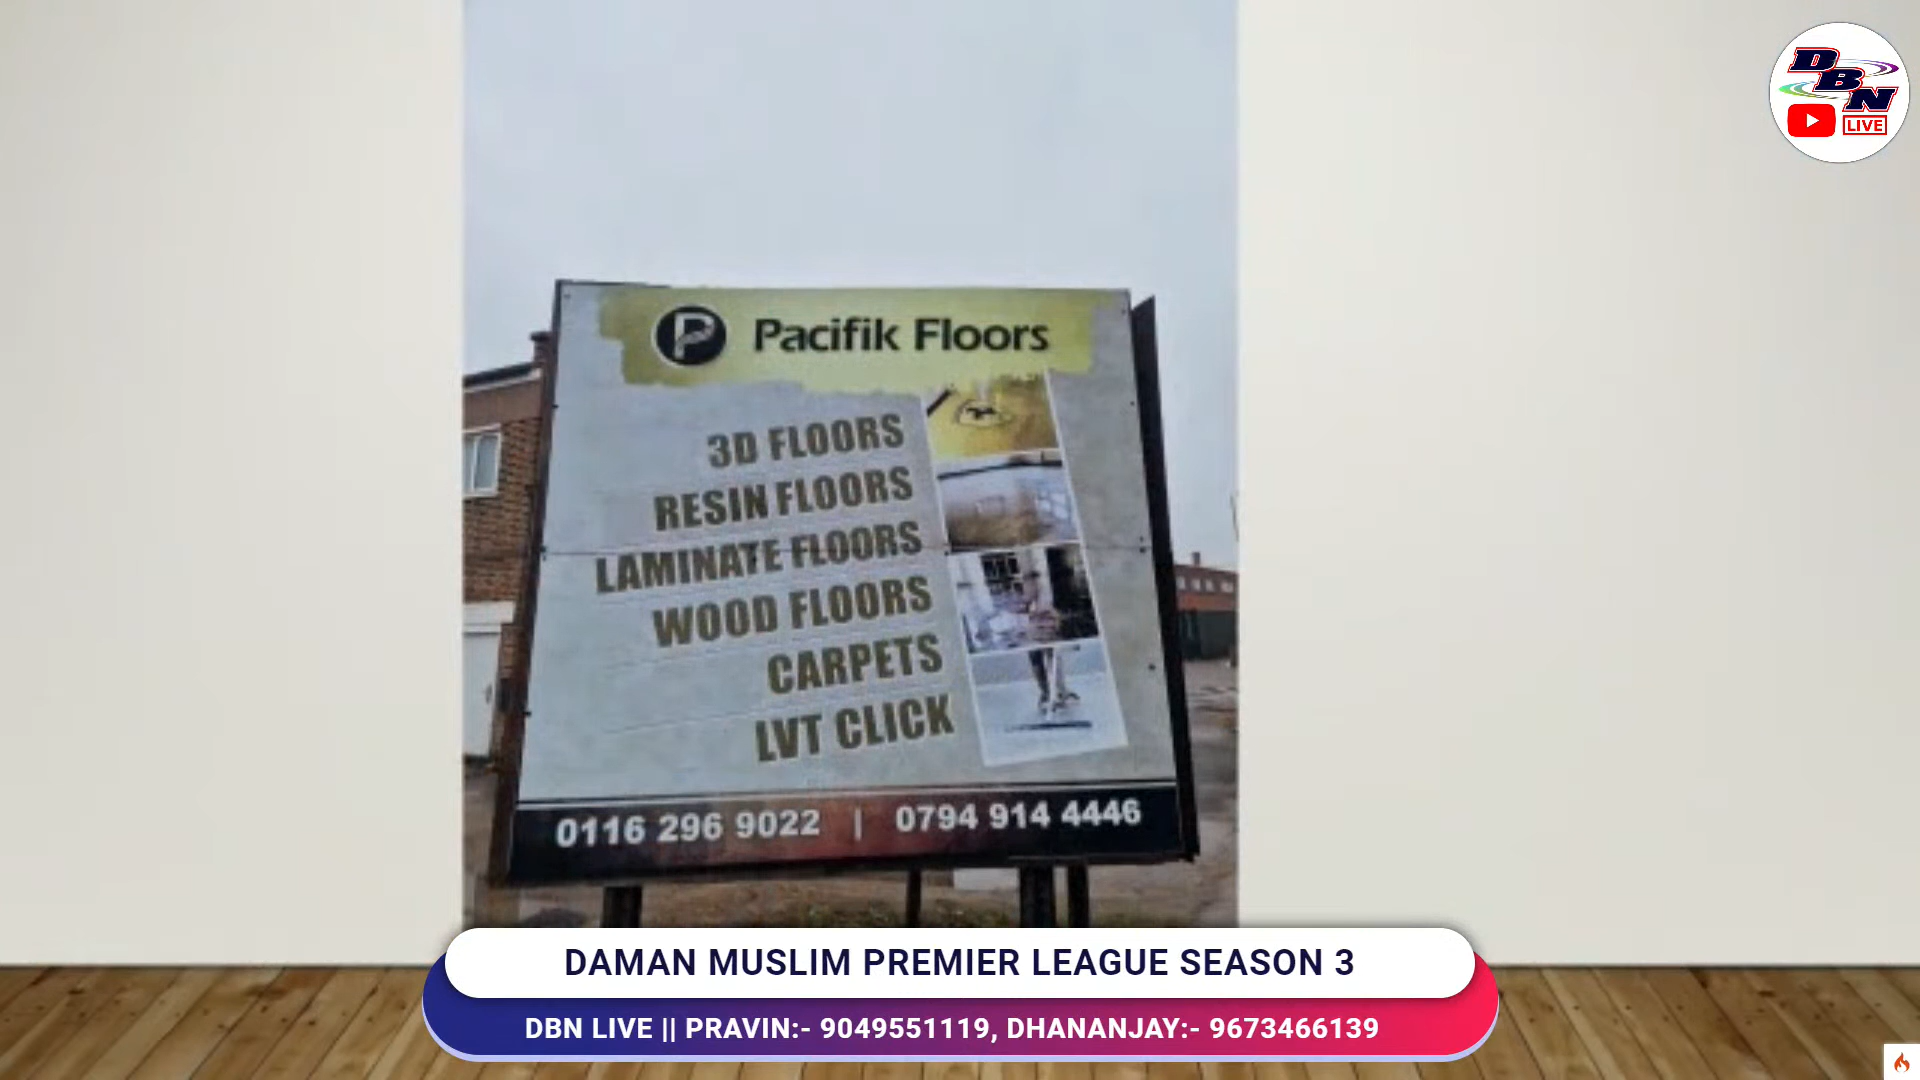 DBN
LIVE
P Pacifik Floors
3D FLOORS
RESIN FLOORS
LAMINATE FLOORS
WOOD FLOORS
CARPETS
LVT CLICK
0116 296 9022 | 0794 914 4446
DAMAN MUSLIM PREMIER LEAGUE SEASON 3
DBN LIVE || PRAVIN:- 9049551119, DHANANJAY:- 9673466139